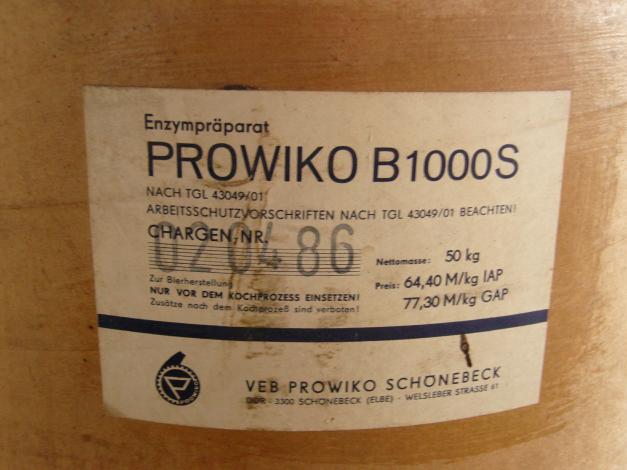 Enzympräparat
PROWIKO B1000S
NACH TGL 43049/01
ARBEITSSCHUTZVORSCHRIFTEN NACH TGL 43049/01 BEACHTEN!
CHARGEN-NR.
020486
Nettomasse: 50 kg
Preis: 64,40 M/kg IAP
77,30 M/kg GAP
Zur Bierherstellung
NUR VOR DEM KOCHPROZESS EINSETZEN!
Zusätze nach dem Kochprozeß sind verboten!
VEB PROWIKO SCHÖNEBECK
DDR - 3300 SCHÖNEBECK (ELBE) - WELSLEBER STRASSE 61